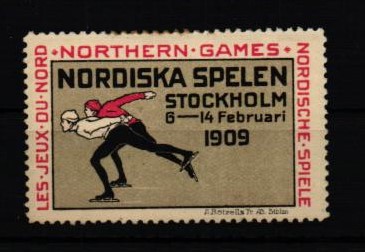 NORTHERN·GAMES
LES·JEUX·DU·NORD
NORDISCHE·SPIELE
NORDISKA SPELEN
STOCKHOLM
6—14 Februari
1909